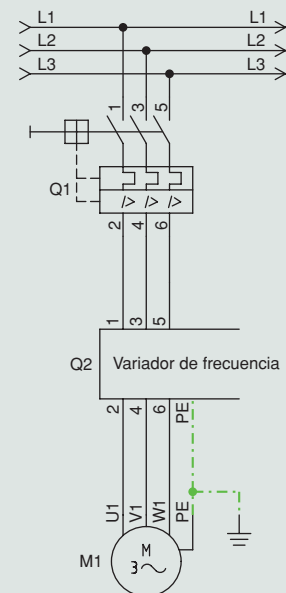 L1 L1
L2 L2
L3 L3
1 3 5
Q1
I> I> I>
2 4 6
1 3 5
Q2 Variador de frecuencia
2 4 6 PE
U1 V1 W1 PE
M1 M
3